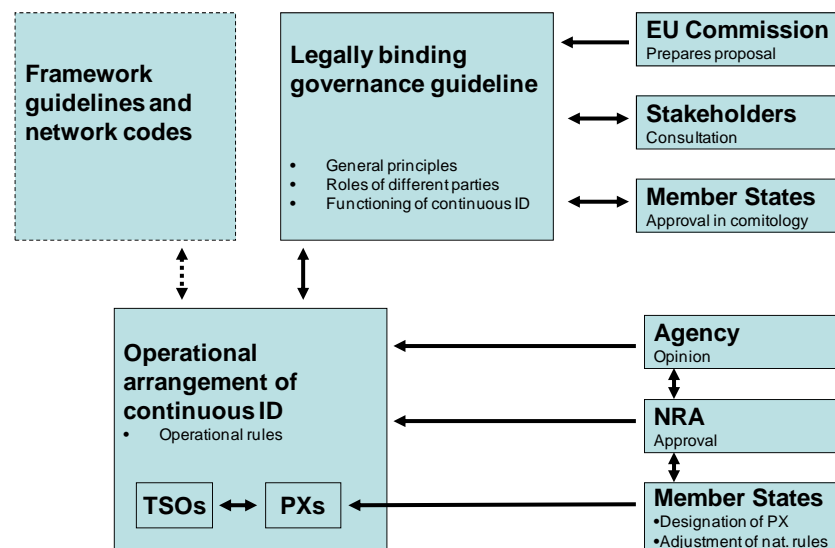 Framework
guidelines and
network codes
Legally binding
governance guideline
• General principles
• Roles of different parties
• Functioning of continuous ID
EU Commission
Prepares proposal
Stakeholders
Consultation
Member States
Approval in comitology
Operational
arrangement of
continuous ID
• Operational rules
TSOs
PXs
Agency
Opinion
NRA
Approval
Member States
•Designation of PX
•Adjustment of nat. rules